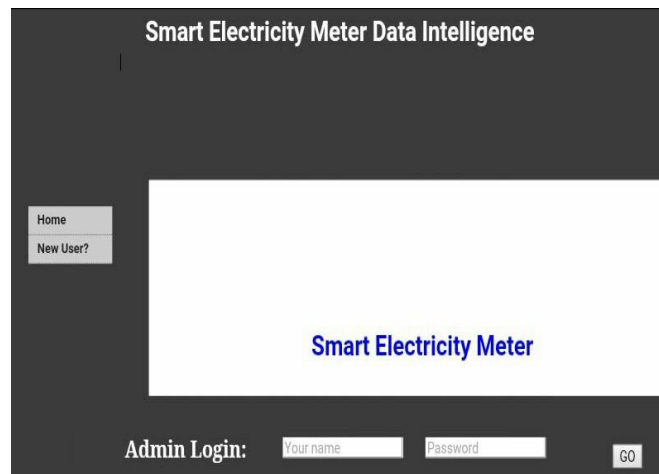 Smart Electricity Meter Data Intelligence
Home
New User?
Smart Electricity Meter
Admin Login: Your name Password GO